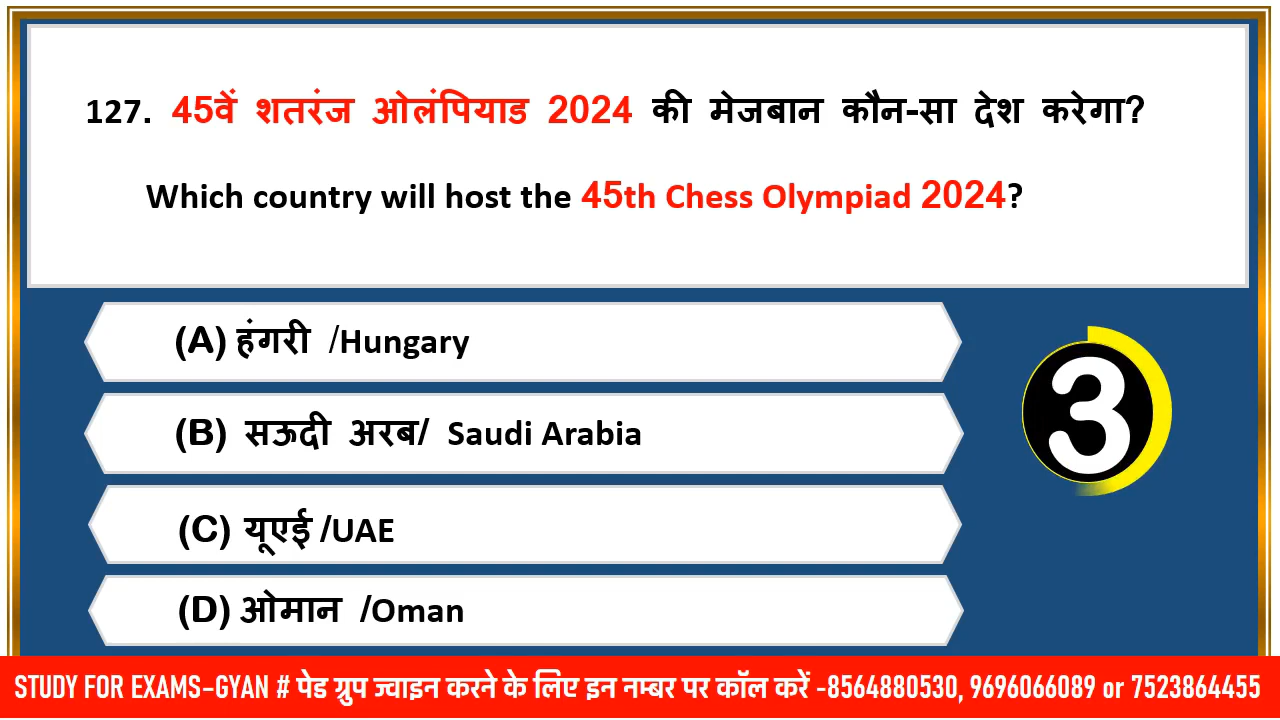 127. 45वें शतरंज ओलंपियाड 2024 की मेजबान कौन-सा देश करेगा?
Which country will host the 45th Chess Olympiad 2024?
(A) हंगरी /Hungary
(B) सऊदी अरब/ Saudi Arabia
3
(C) यूएई /UAE
(D) ओमान /Oman
STUDY FOR EXAMS-GYAN # पेड ग्रुप ज्वाइन करने के लिए इन नम्बर पर कॉल करें -8564880530, 9696066089 or 7523864455